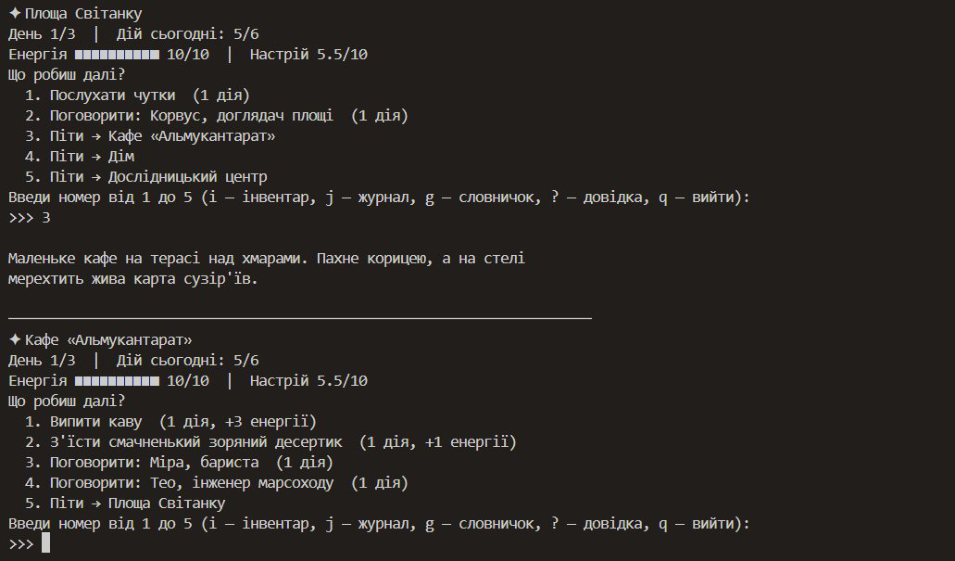 ✦ Площа Світанку
День 1/3 | Дій сьогодні: 5/6
Енергія ■■■■■■■■■■ 10/10 | Настрій 5.5/10
Що робиш далі?
1. Послухати чутки (1 дія)
2. Поговорити: Корвус, доглядач площі (1 дія)
3. Піти → Кафе «Альмукантарат»
4. Піти → Дім
5. Піти → Дослідницький центр
Введи номер від 1 до 5 (i — інвентар, j — журнал, g — словничок, ? — довідка, q — вийти):
>>> 3
Маленьке кафе на терасі над хмарами. Пахне корицею, а на стелі
мерехтить жива карта сузір'їв.
✦ Кафе «Альмукантарат»
День 1/3 | Дій сьогодні: 5/6
Енергія ■■■■■■■■■■ 10/10 | Настрій 5.5/10
Що робиш далі?
1. Випити каву (1 дія, +3 енергії)
2. З'їсти смачненький зоряний десертик (1 дія, +1 енергії)
3. Поговорити: Міра, бариста (1 дія)
4. Поговорити: Тео, інженер марсоходу (1 дія)
5. Піти → Площа Світанку
Введи номер від 1 до 5 (i — інвентар, j — журнал, g — словничок, ? — довідка, q — вийти):
>>>